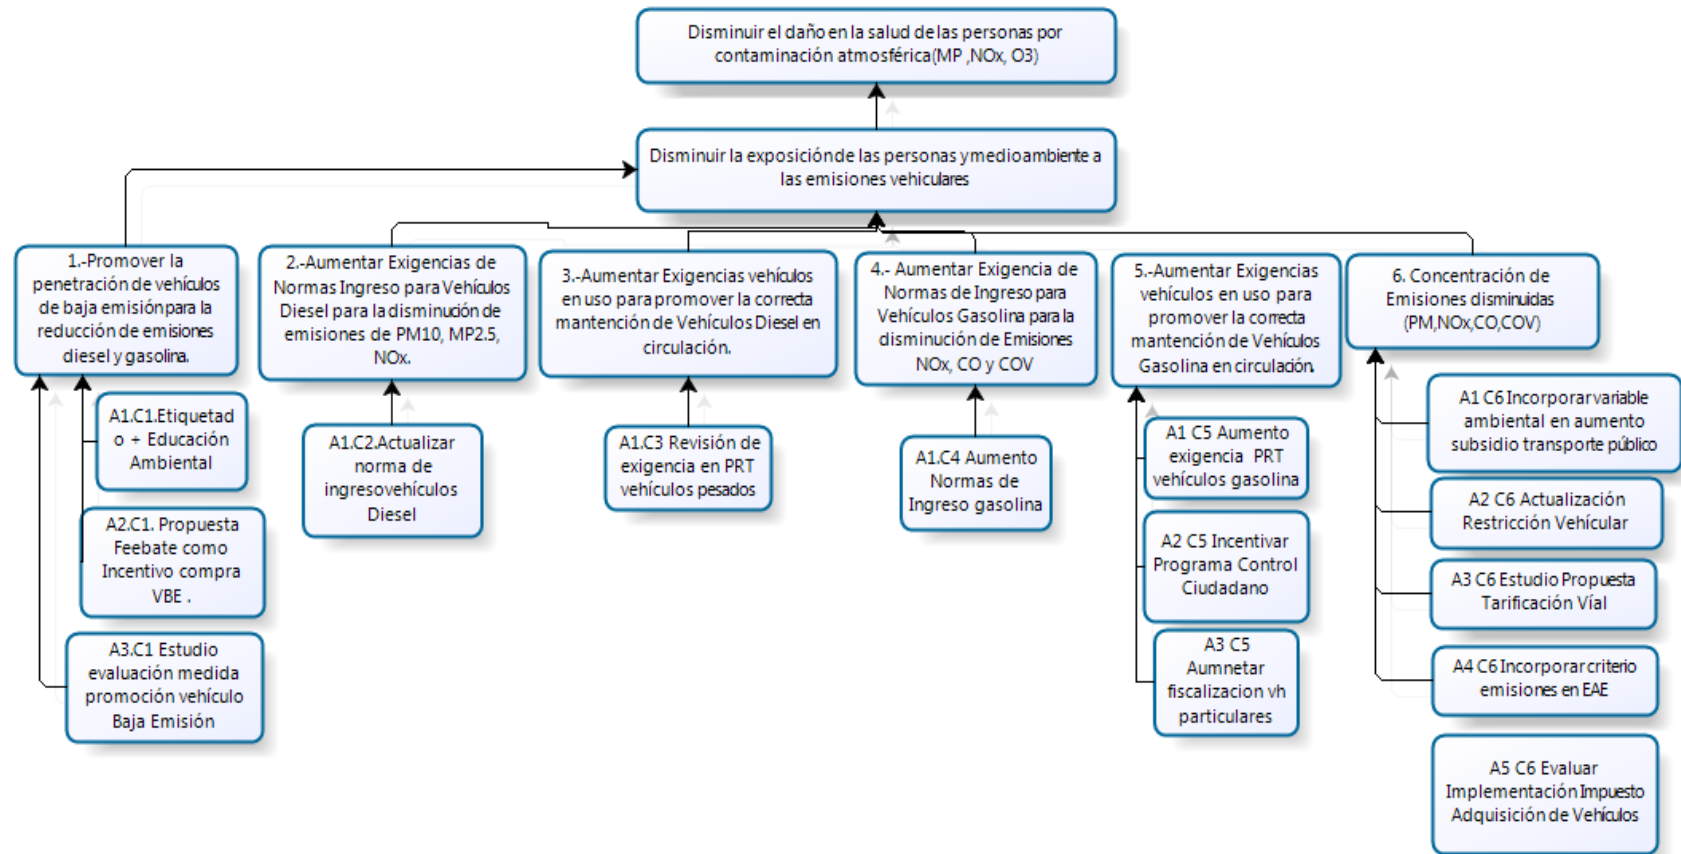 Disminuir el daño en la salud de las personas por
contaminación atmosférica(MP ,NOx, O3)
Disminuir la exposición de las personas y medio ambiente a
las emisiones vehiculares
1.-Promover la
penetración de vehículos
de baja emisión para la
reducción de emisiones
diesel y gasolina.
2.-Aumentar Exigencias de
Normas Ingreso para Vehículos
Diesel para la disminución de
emisiones de PM10, MP2.5,
NOx.
3.-Aumentar Exigencias vehículos
en uso para promover la correcta
mantención de Vehículos Diesel en
circulación.
4.- Aumentar Exigencia de
Normas de Ingreso para
Vehículos Gasolina para la
disminución de Emisiones
NOx, CO y COV
5.-Aumentar Exigencias
vehículos en uso para
promover la correcta
mantención de Vehículos
Gasolina en circulación.
6. Concentración de
Emisiones disminuidas
(PM,NOx,CO,COV)
A1.C1.Etiquetad
o + Educación
Ambiental
A2.C1. Propuesta
Feebate como
Incentivo compra
VBE .
A3.C1 Estudio
evaluación medida
promoción vehículo
Baja Emisión
A1.C2.Actualizar
norma de
ingreso vehículos
Diesel
A1.C3 Revisión de
exigencia en PRT
vehículos pesados
A1.C4 Aumento
Normas de
Ingreso gasolina
A1 C5 Aumento
exigencia PRT
vehículos gasolina
A2 C5 Incentivar
Programa Control
Ciudadano
A3 C5
Aumnetar
fiscalizacion vh
particulares
A1 C6 Incorporar variable
ambiental en aumento
subsidio transporte público
A2 C6 Actualización
Restricción Vehícular
A3 C6 Estudio Propuesta
Tarificación Víal
A4 C6 Incorporar criterio
emisiones en EAE
A5 C6 Evaluar
Implementación Impuesto
Adquisición de Vehículos